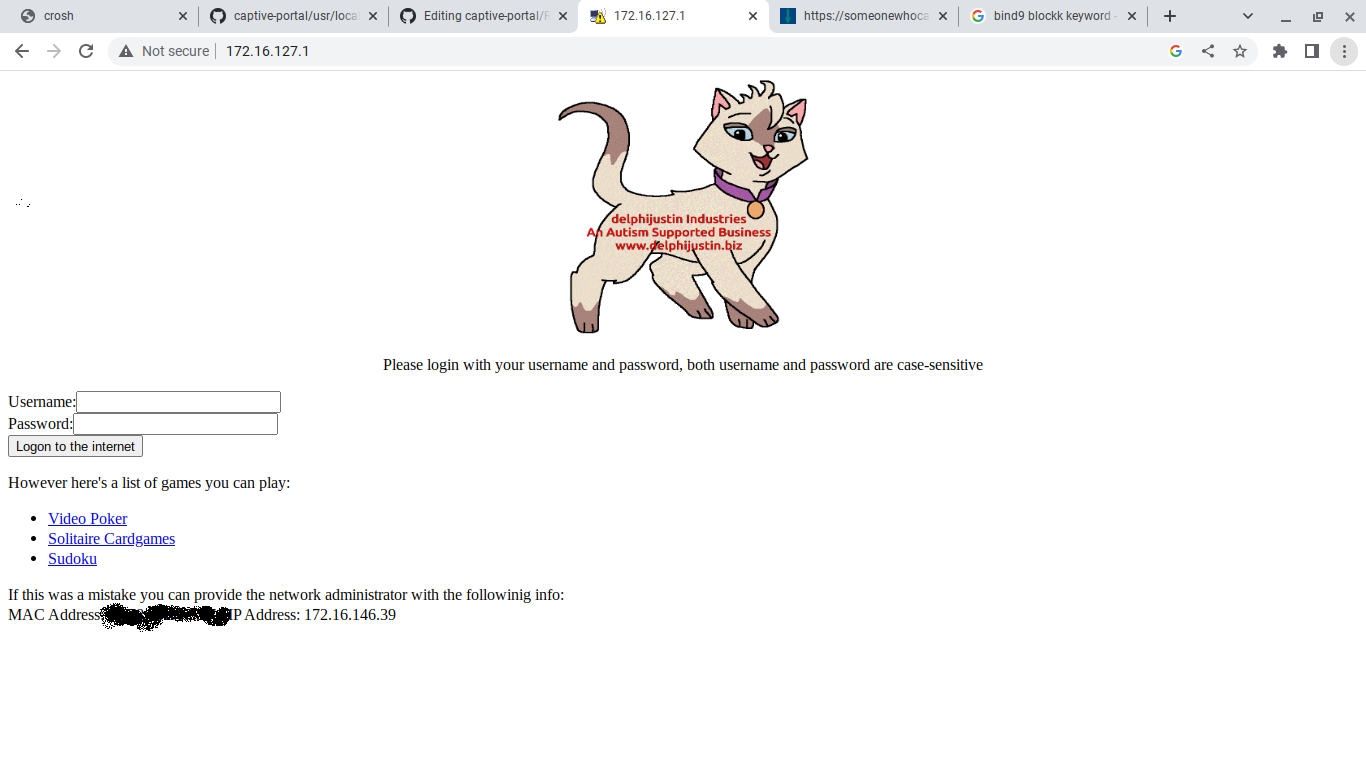 crosh
captive-portal/usr/loca
Editing captive-portal/R
172.16.127.1
https://someonewhoca
bind9 blockk keyword -
Not secure
172.16.127.1
delphijustin Industries
An Autism Supported Business
www.delphijustin.biz
Please login with your username and password, both username and password are case-sensitive
Username:
Password:
Logon to the internet
However here's a list of games you can play:
Video Poker
Solitaire Cardgames
Sudoku
If this was a mistake you can provide the network administrator with the followinig info:
MAC Address IP Address: 172.16.146.39